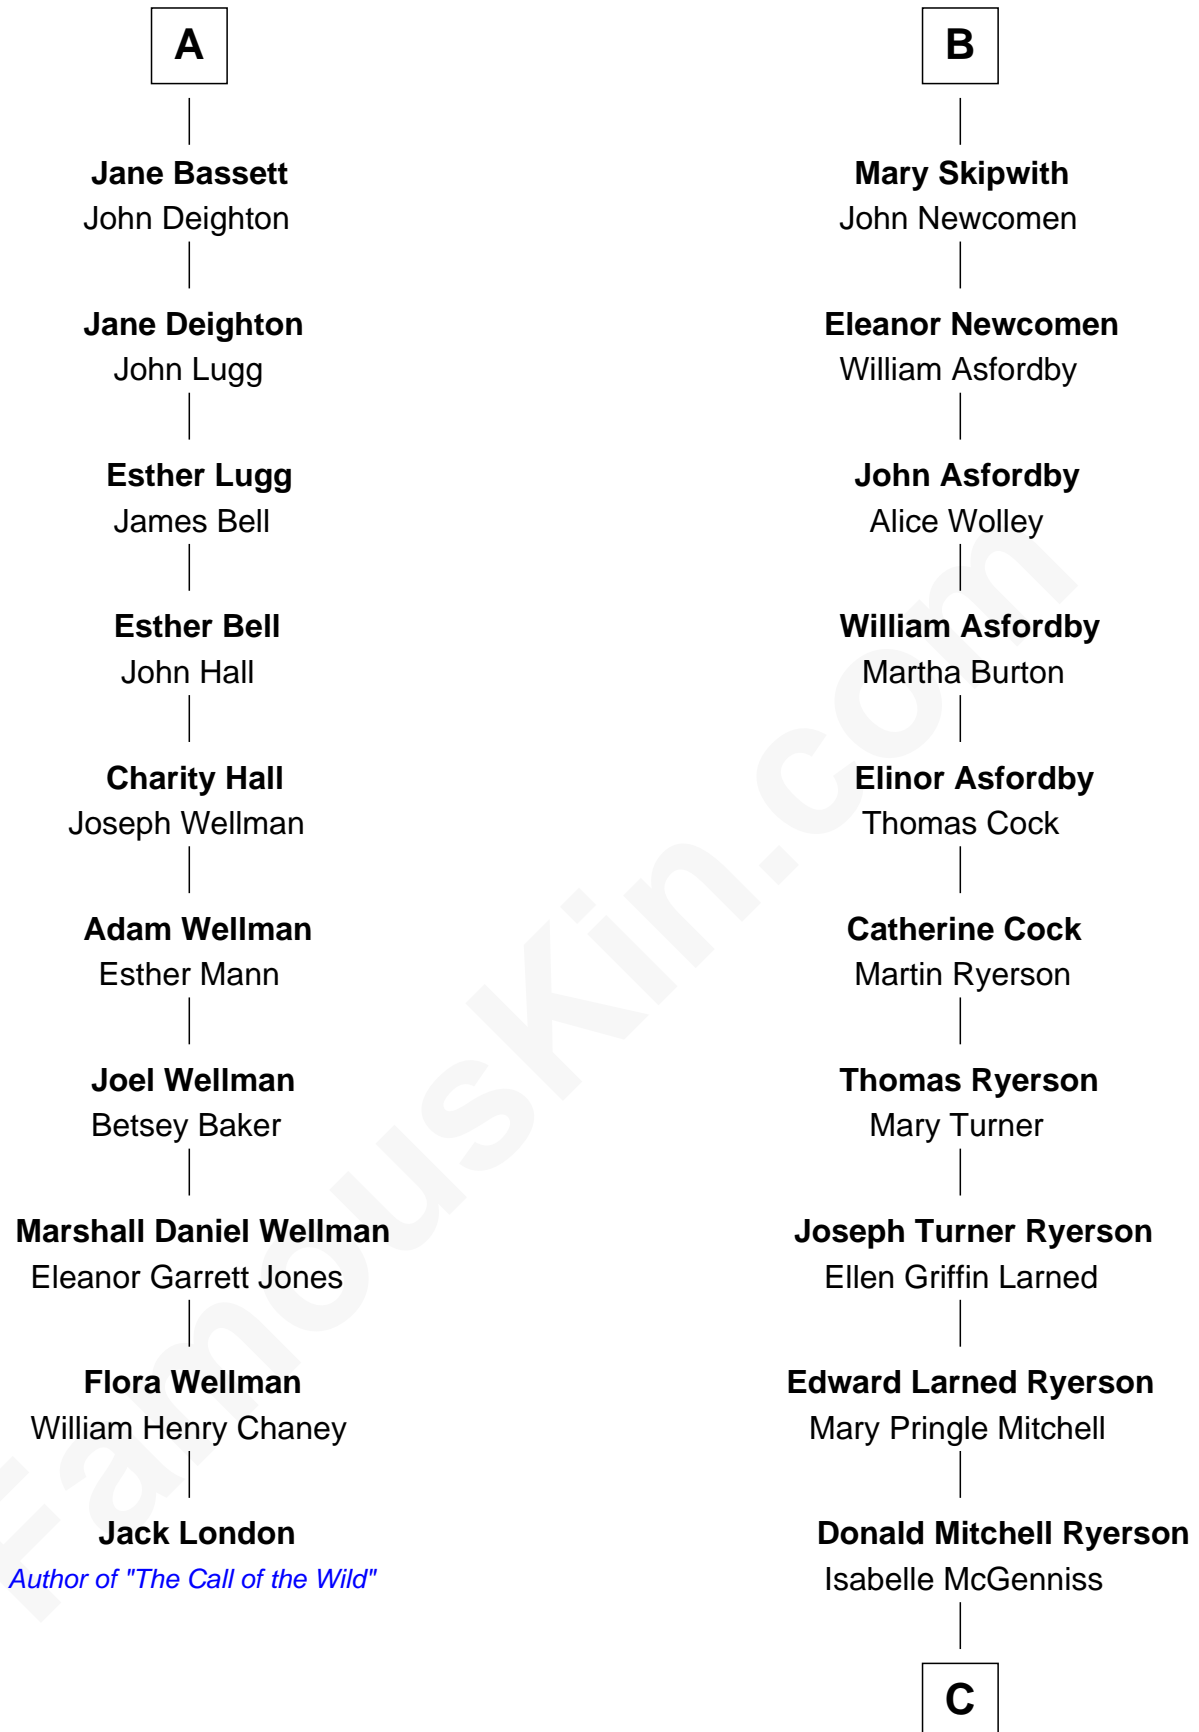 A
Jane Bassett
John Deighton
Jane Deighton
John Lugg
Esther Lugg
James Bell
Esther Bell
John Hall
Charity Hall
Joseph Wellman
Adam Wellman
Esther Mann
Joel Wellman
Betsey Baker
Marshall Daniel Wellman
Eleanor Garrett Jones
Flora Wellman
William Henry Chaney
Jack London
Author of "The Call of the Wild"
B
Mary Skipwith
John Newcomen
Eleanor Newcomen
William Asfordby
John Asfordby
Alice Wolley
William Asfordby
Martha Burton
Elinor Asfordby
Thomas Cock
Catherine Cock
Martin Ryerson
Thomas Ryerson
Mary Turner
Joseph Turner Ryerson
Ellen Griffin Larned
Edward Larned Ryerson
Mary Pringle Mitchell
Donald Mitchell Ryerson
Isabelle McGenniss
C
FamousKin.com